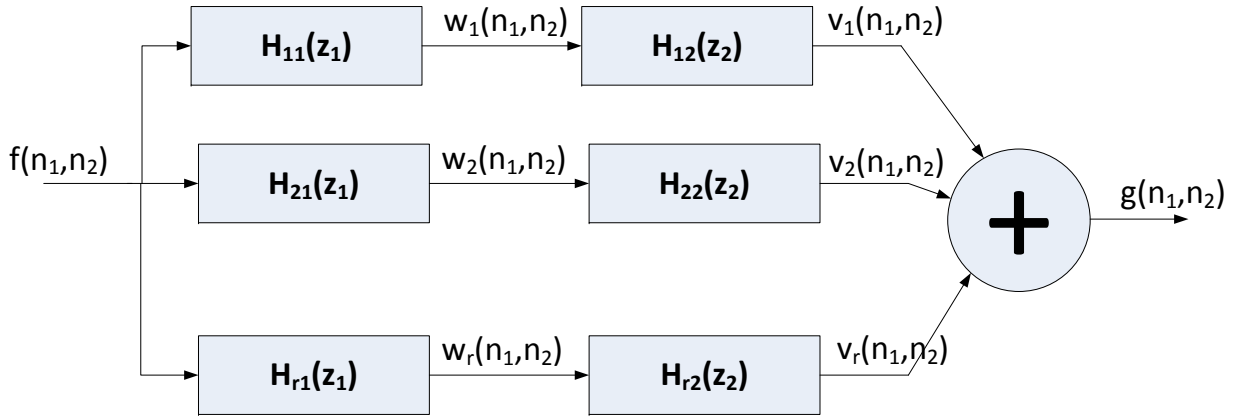 H₁₁(z₁) w₁(n₁,n₂) H₁₂(z₂) v₁(n₁,n₂)
f(n₁,n₂) H₂₁(z₁) w₂(n₁,n₂) H₂₂(z₂) v₂(n₁,n₂)
+ g(n₁,n₂)
Hᵣ₁(z₁) wᵣ(n₁,n₂) Hᵣ₂(z₂) vᵣ(n₁,n₂)